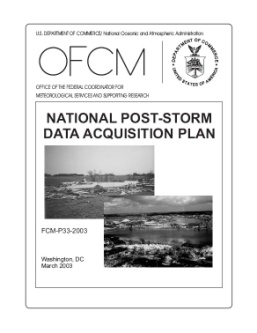 U.S. DEPARTMENT OF COMMERCE/ National Oceanic and Atmospheric Administration
OFCM
DEPARTMENT OF COMMERCE
UNITED STATES OF AMERICA
OFFICE OF THE FEDERAL COORDINATOR FOR
METEOROLOGICAL SERVICES AND SUPPORTING RESEARCH
NATIONAL POST-STORM
DATA ACQUISITION PLAN
FCM-P33-2003
Washington, DC
March 2003